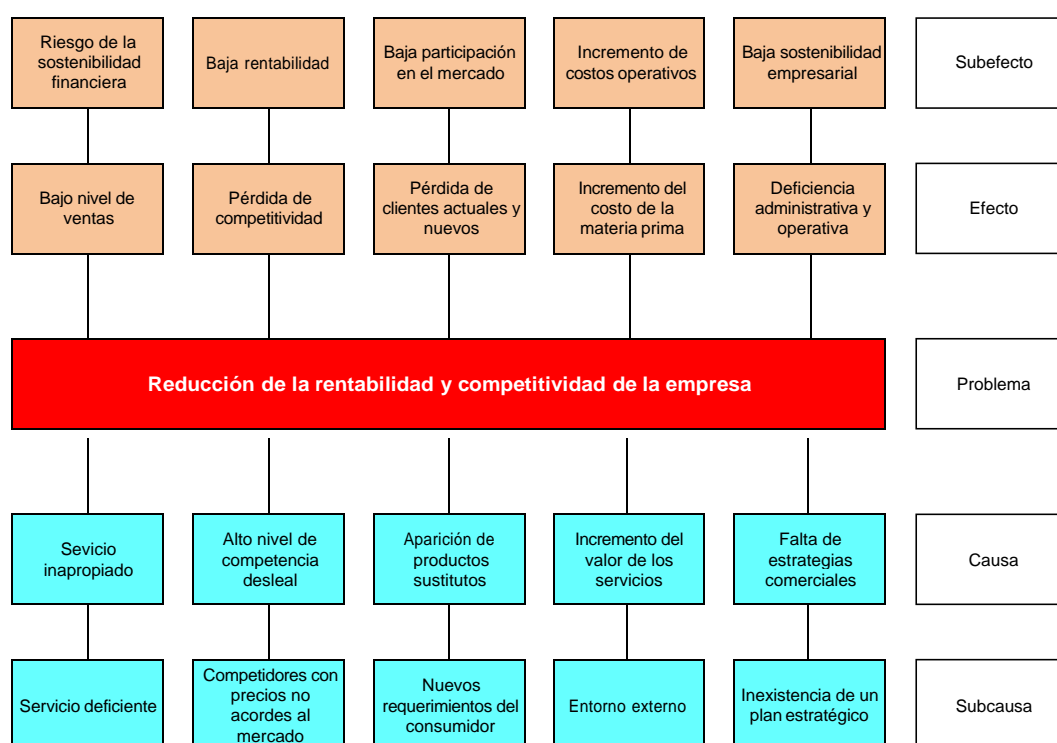 Riesgo de la
sostenibilidad
financiera
Baja rentabilidad
Baja participación
en el mercado
Incremento de
costos operativos
Baja sostenibilidad
empresarial
Subefecto
Bajo nivel de
ventas
Pérdida de
competitividad
Pérdida de
clientes actuales y
nuevos
Incremento del
costo de la
materia prima
Deficiencia
administrativa y
operativa
Efecto
Reducción de la rentabilidad y competitividad de la empresa
Problema
Sevicio
inapropiado
Alto nivel de
competencia
desleal
Aparición de
productos
sustitutos
Incremento del
valor de los
servicios
Falta de
estrategias
comerciales
Causa
Servicio deficiente
Competidores con
precios no
acordes al
mercado
Nuevos
requerimientos del
consumidor
Entorno externo
Inexistencia de un
plan estratégico
Subcausa